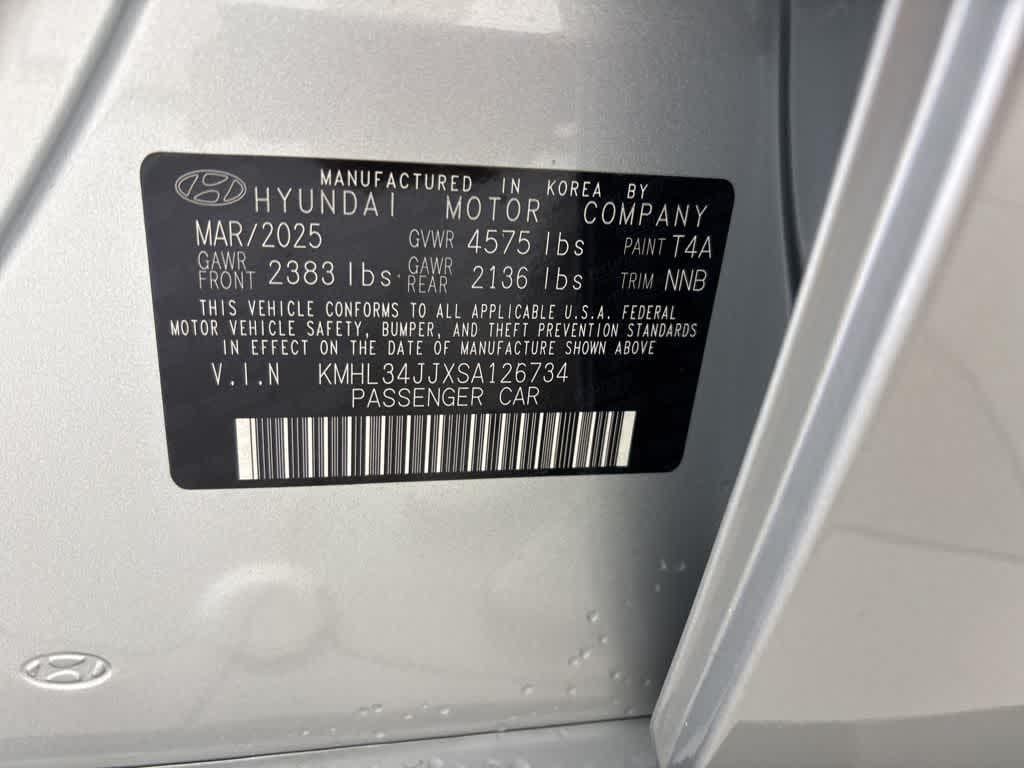 MANUFACTURED IN KOREA BY
HYUNDAI MOTOR COMPANY
MAR/2025 GVWR 4575 lbs PAINT T4A
GAWR FRONT 2383 lbs GAWR REAR 2136 lbs TRIM NNB
THIS VEHICLE CONFORMS TO ALL APPLICABLE U.S.A. FEDERAL
MOTOR VEHICLE SAFETY, BUMPER, AND THEFT PREVENTION STANDARDS
IN EFFECT ON THE DATE OF MANUFACTURE SHOWN ABOVE
V.I.N KMHL34JJXSA126734
PASSENGER CAR